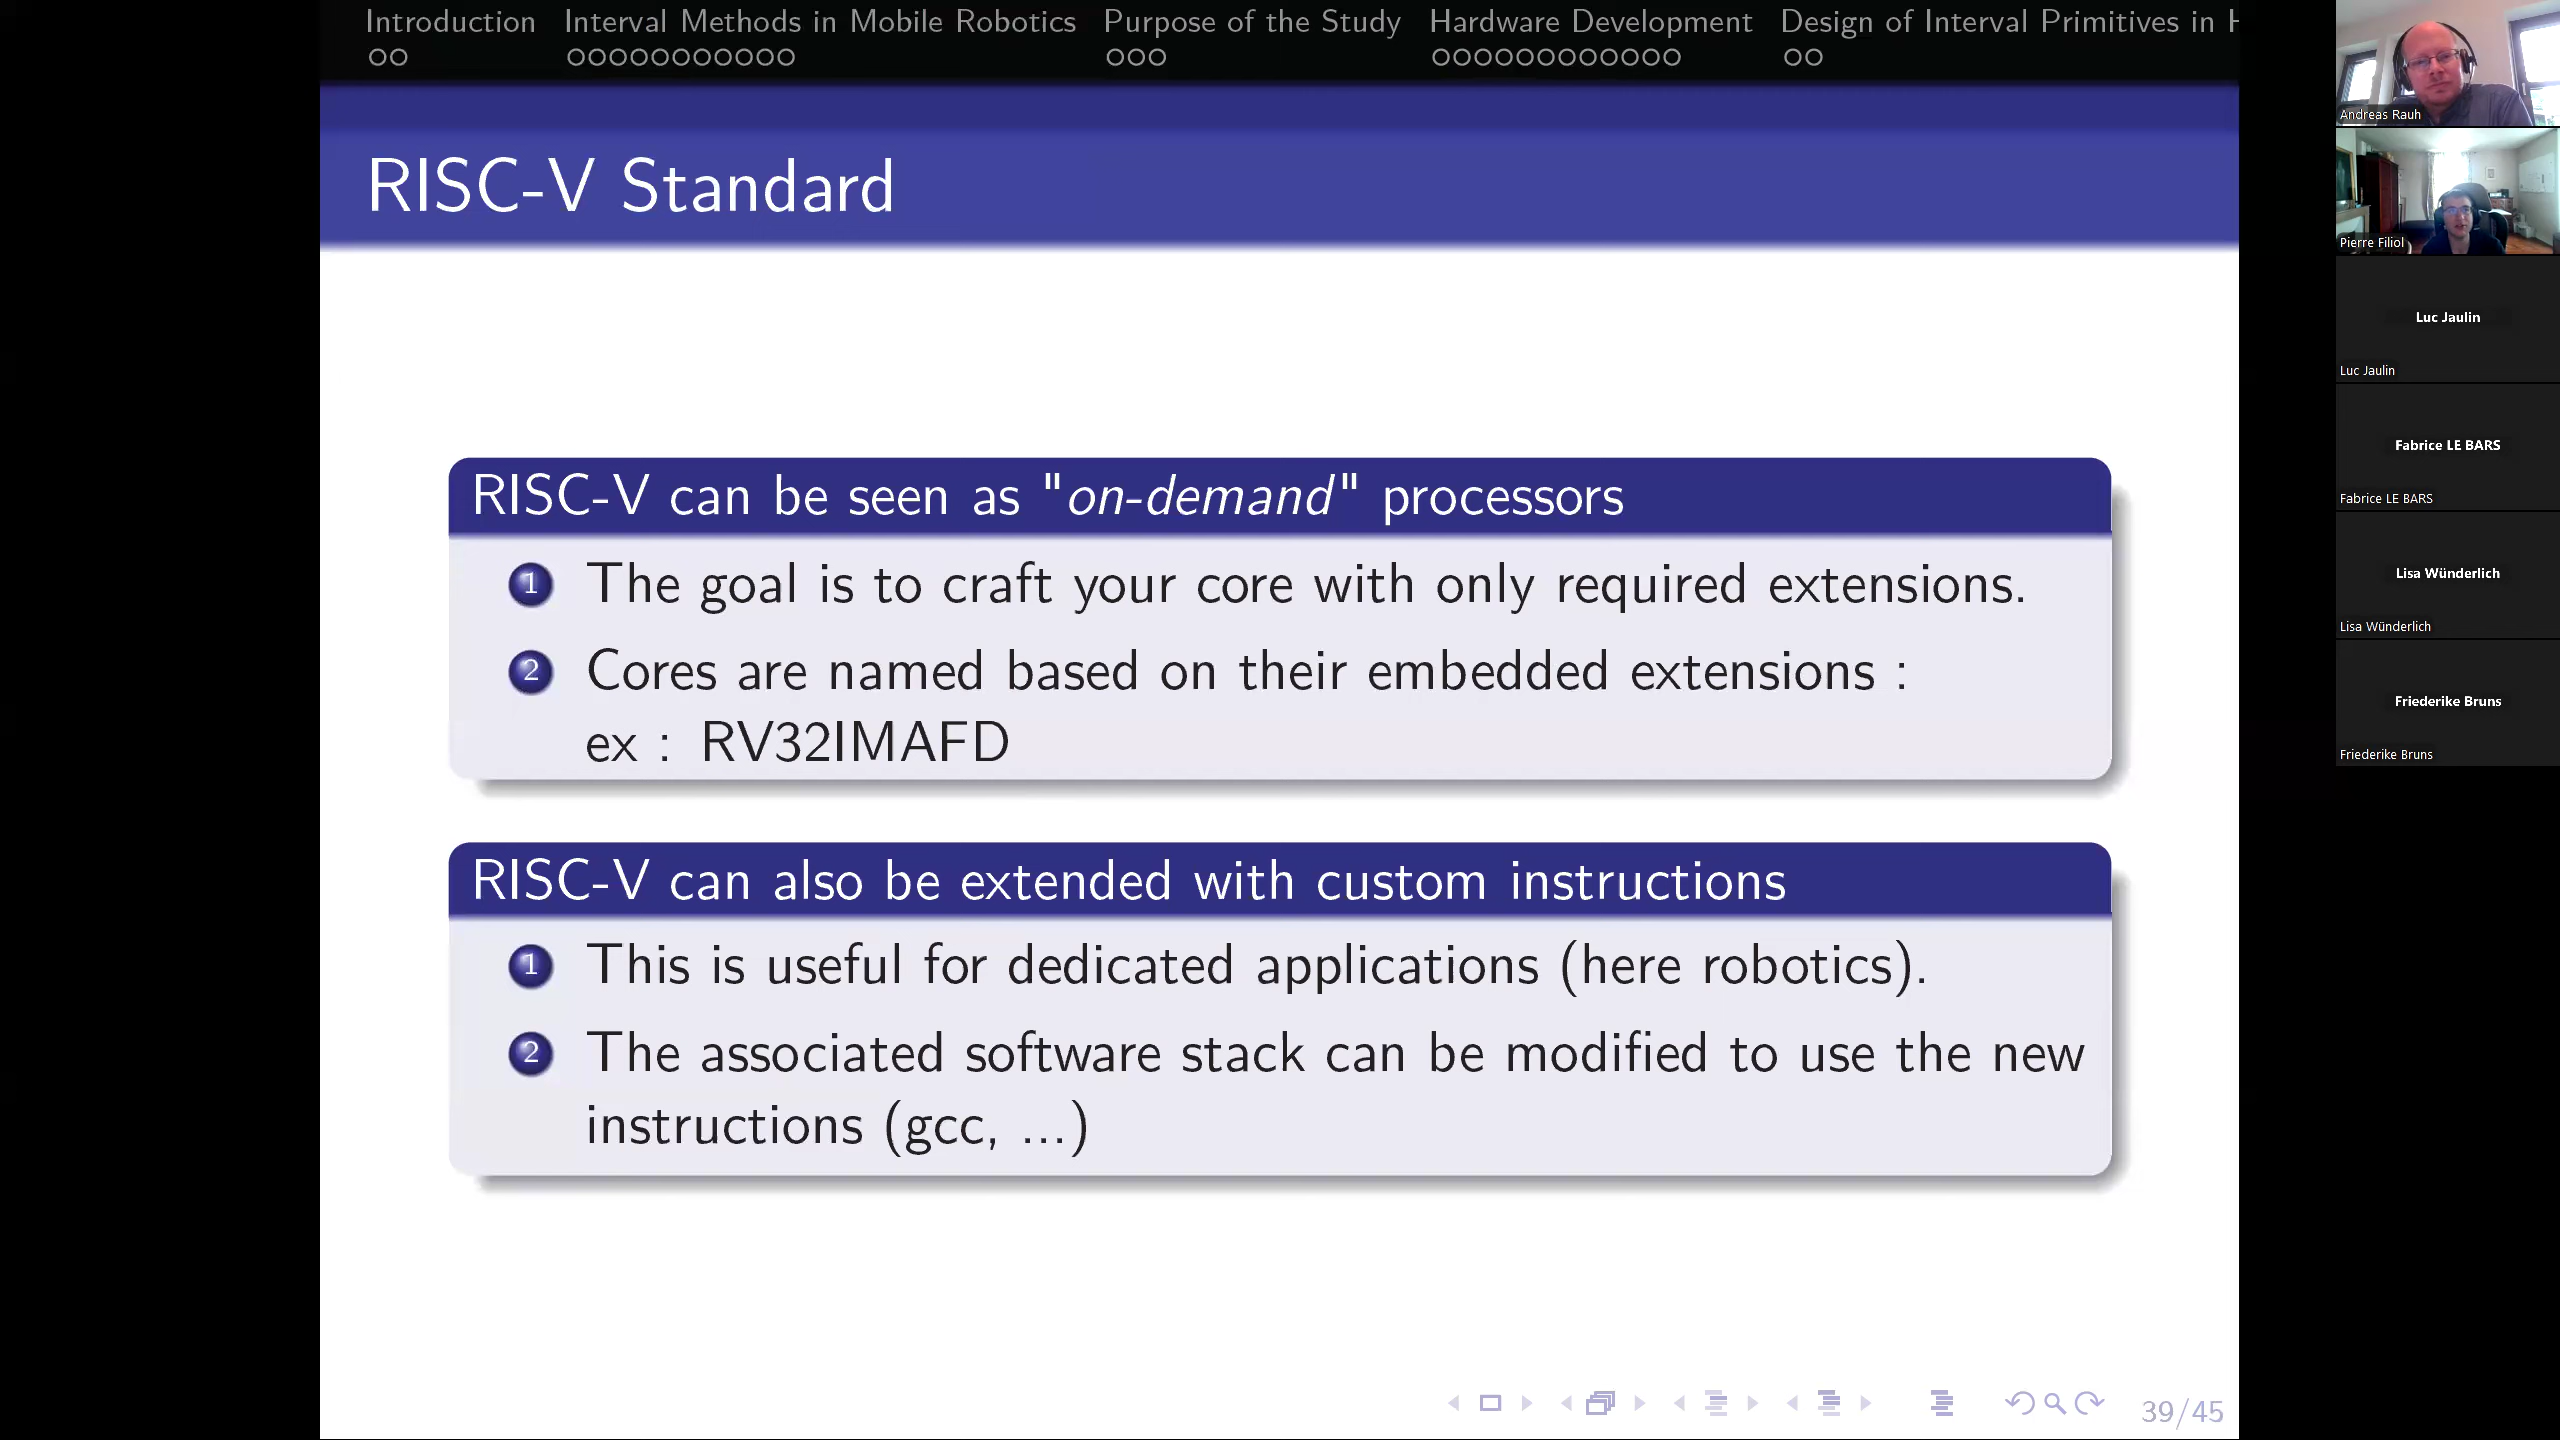 Introduction Interval Methods in Mobile Robotics Purpose of the Study Hardware Development Design of Interval Primitives in
RISC-V Standard
RISC-V can be seen as "on-demand" processors
1 The goal is to craft your core with only required extensions.
2 Cores are named based on their embedded extensions :
ex : RV32IMAFD
RISC-V can also be extended with custom instructions
1 This is useful for dedicated applications (here robotics).
2 The associated software stack can be modified to use the new
instructions (gcc, ...)
39/45
Andreas Rauh
Pierre Filiol
Luc Jaulin
Luc Jaulin
Fabrice LE BARS
Fabrice LE BARS
Lisa Wünderlich
Lisa Wünderlich
Friederike Bruns
Friederike Bruns